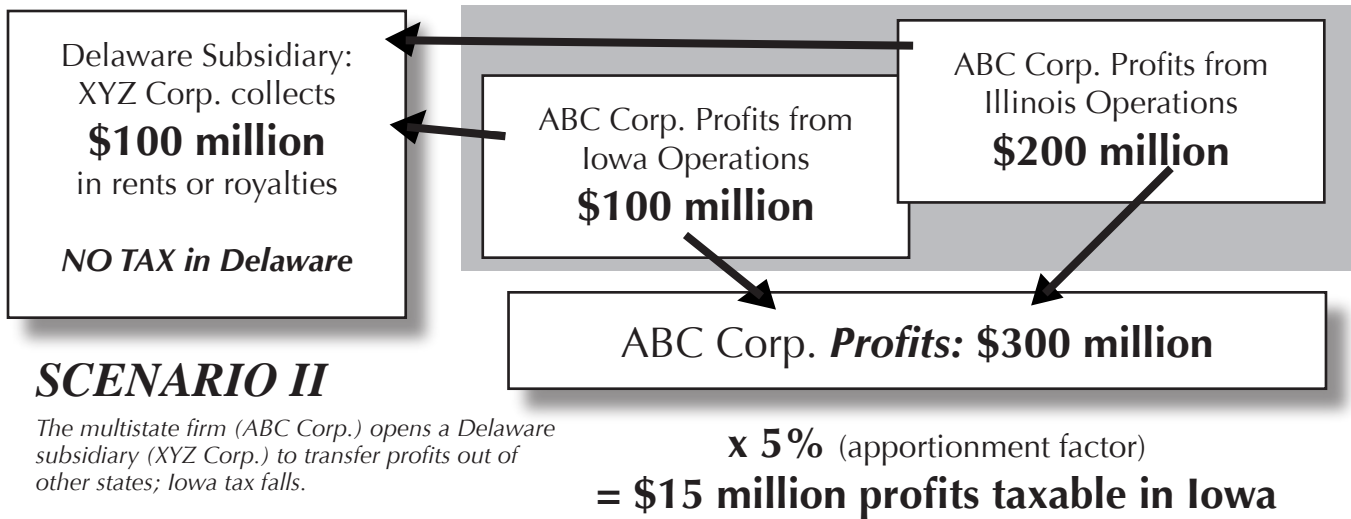 Delaware Subsidiary:
XYZ Corp. collects
$100 million
in rents or royalties
NO TAX in Delaware
ABC Corp. Profits from
Iowa Operations
$100 million
ABC Corp. Profits from
Illinois Operations
$200 million
ABC Corp. Profits: $300 million
SCENARIO II
The multistate firm (ABC Corp.) opens a Delaware
subsidiary (XYZ Corp.) to transfer profits out of
other states; Iowa tax falls.
x 5% (apportionment factor)
= $15 million profits taxable in Iowa